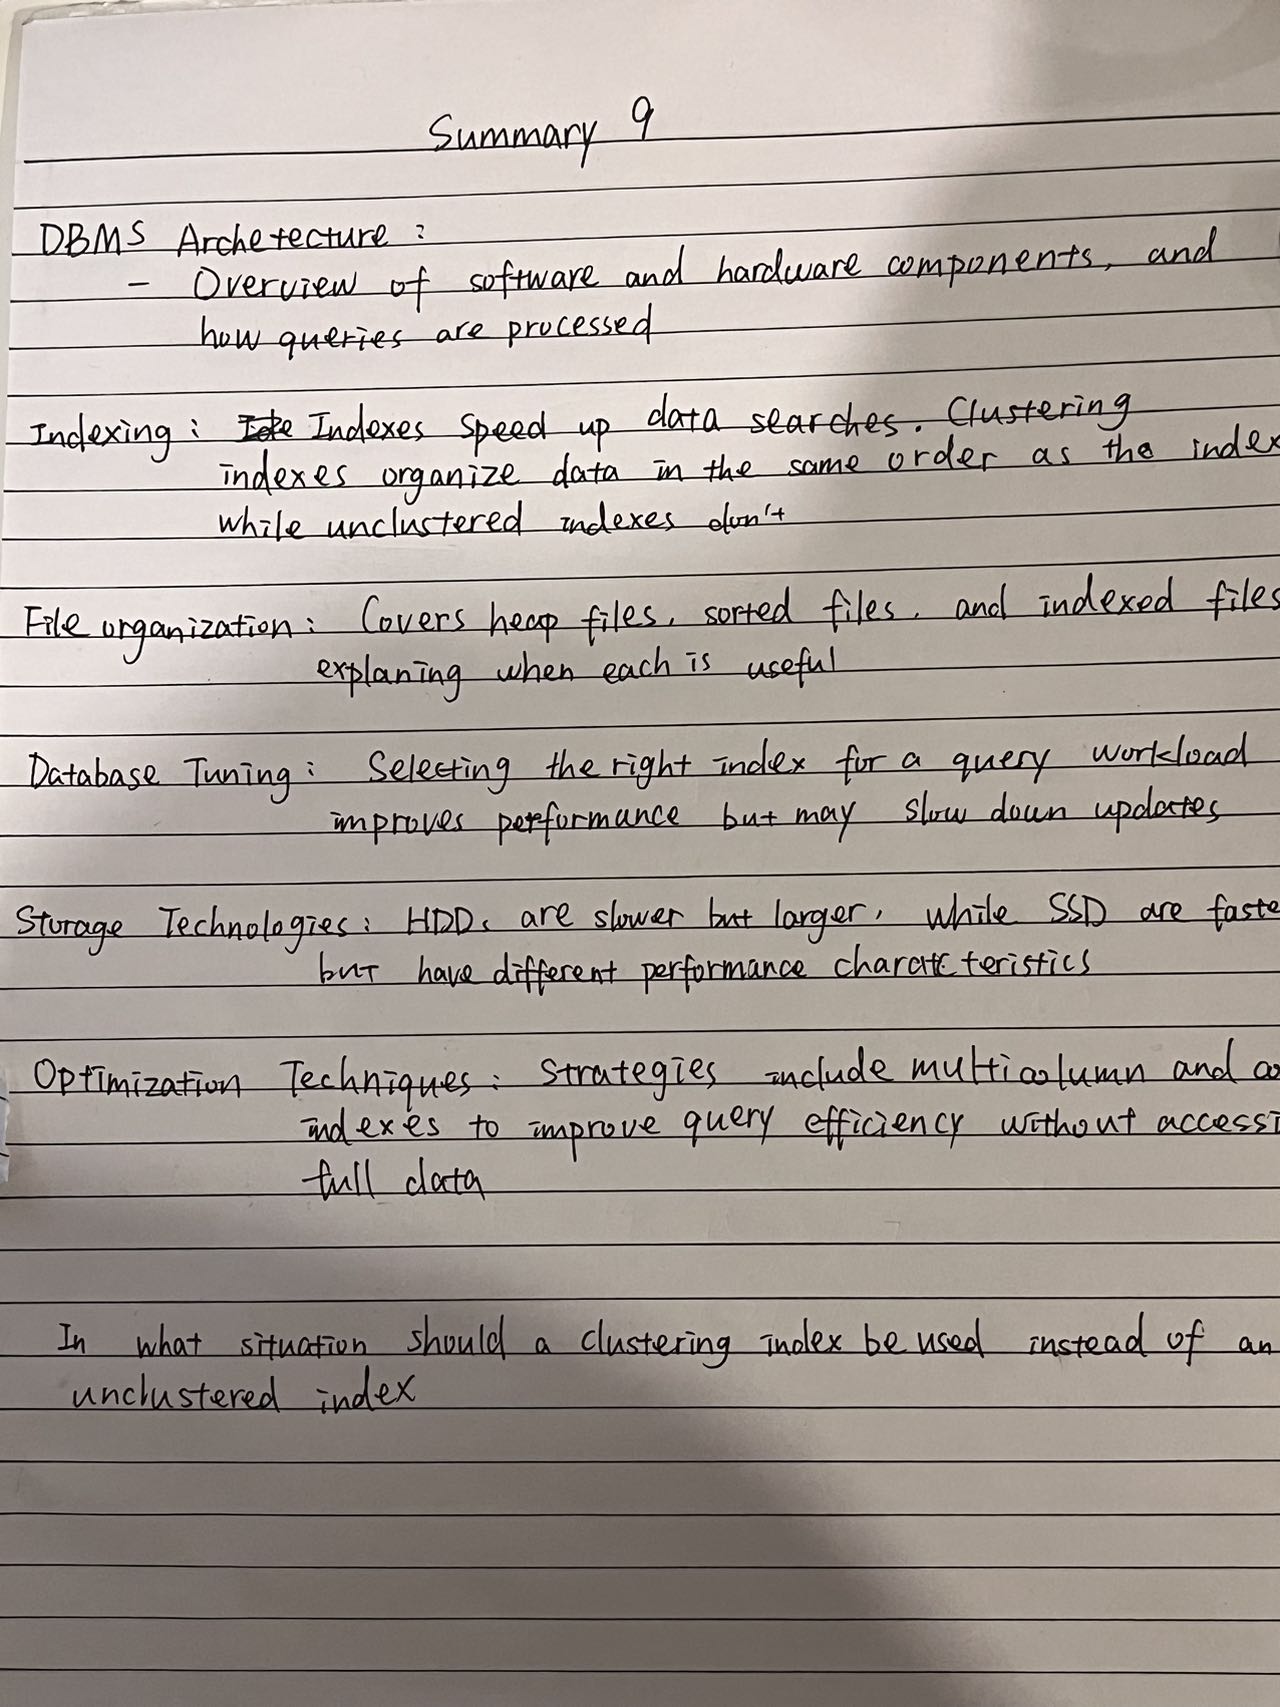 Summary 9
DBMS Archetecture :
- Overview of software and hardware components, and
how queries are processed
Indexing : Indexes speed up data searches. Clustering
indexes organize data in the same order as the index
while unclustered indexes don't
File organization : Covers heap files, sorted files, and indexed files
explaning when each is useful
Database Tuning : Selecting the right index for a query workload
improves performance but may slow down updates
Storage Technologies : HDDs are slower but larger, while SSD are faste
but have different performance charatcteristics
Optimization Techniques : Strategies include multicolumn and co
indexes to improve query efficiency without accessi
full data
In what situation should a clustering index be used instead of an
unclustered index